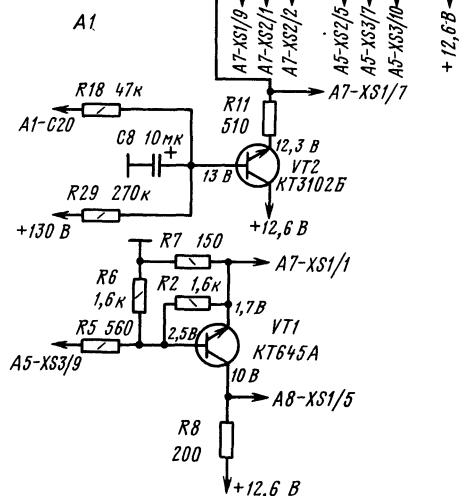 A1
A7-XS1/9
A7-XS2/1
A7-XS2/2
A5-XS2/5
A5-XS3/7
A5-XS3/10
+12,6 В
R18 47к
R11
510
A7-XS1/7
A1-C20
C8 10мк
+
12,3 В
13 В
VT2
КТ3102Б
R29 270к
+130 В
+12,6 В
R7 150
A7-XS1/1
R6
1,6к
R2 1,6к
1,7В
VT1
R5 560
2,5В
КТ645А
A5-XS3/9
10 В
A8-XS1/5
R8
200
+12,6 В